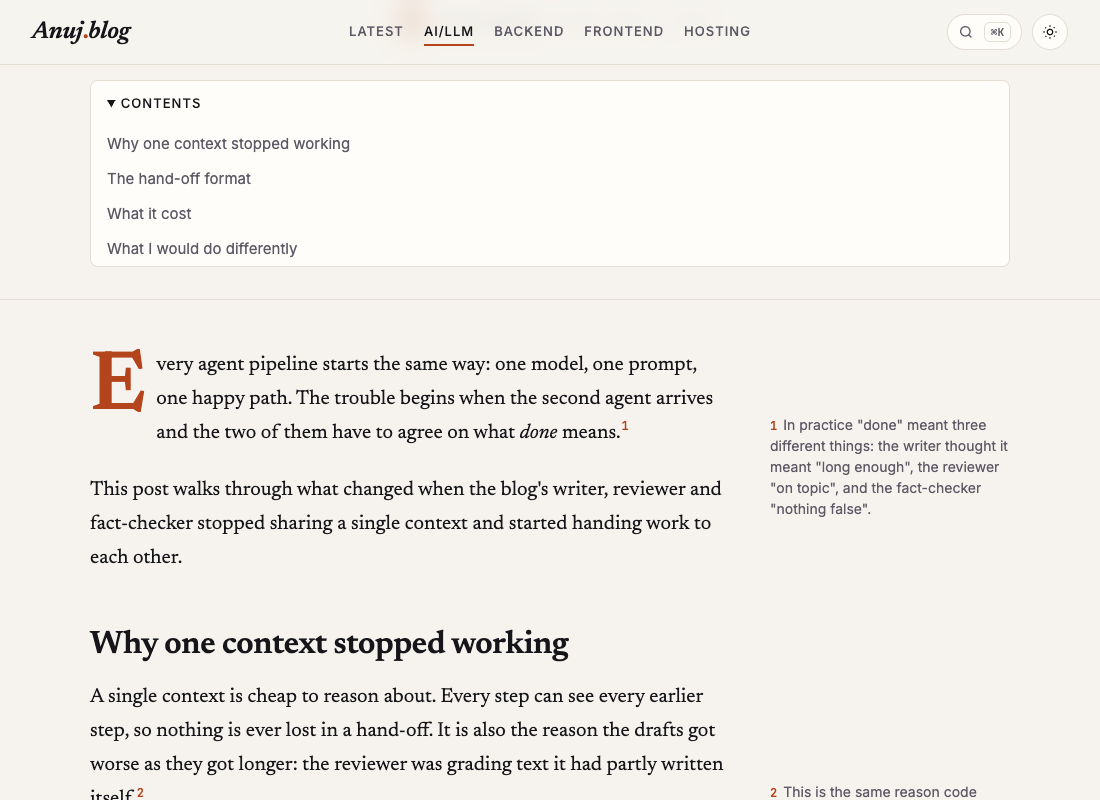 Anuj.blog
LATEST AI/LLM BACKEND FRONTEND HOSTING
⌘K
▼ CONTENTS
Why one context stopped working
The hand-off format
What it cost
What I would do differently
Every agent pipeline starts the same way: one model, one prompt,
one happy path. The trouble begins when the second agent arrives
and the two of them have to agree on what done means.1
1 In practice "done" meant three
different things: the writer thought it
meant "long enough", the reviewer
"on topic", and the fact-checker
"nothing false".
This post walks through what changed when the blog's writer, reviewer and
fact-checker stopped sharing a single context and started handing work to
each other.
Why one context stopped working
A single context is cheap to reason about. Every step can see every earlier
step, so nothing is ever lost in a hand-off. It is also the reason the drafts got
worse as they got longer: the reviewer was grading text it had partly written
itself.2
2 This is the same reason code